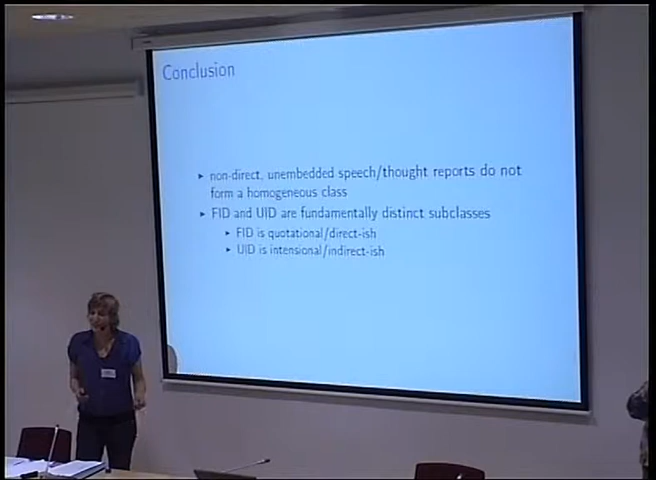 Conclusion
non-direct, unembedded speech/thought reports do not
form a homogeneous class
FID and UID are fundamentally distinct subclasses
FID is quotational/direct-ish
UID is intensional/indirect-ish